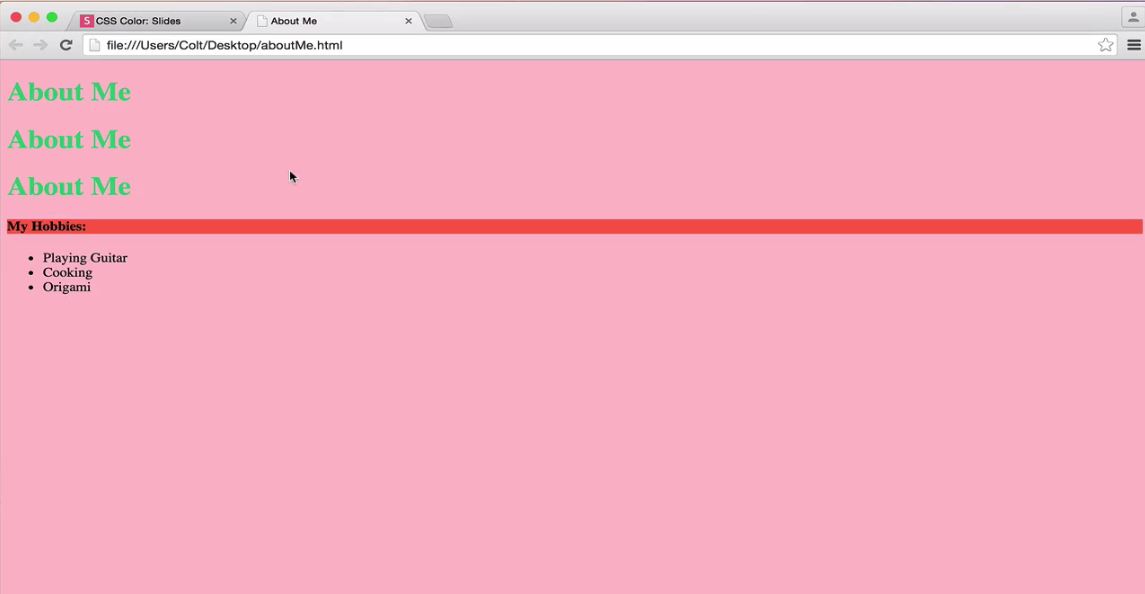 S CSS Color: Slides
About Me
file:///Users/Colt/Desktop/aboutMe.html
About Me
About Me
About Me
My Hobbies:
Playing Guitar
Cooking
Origami